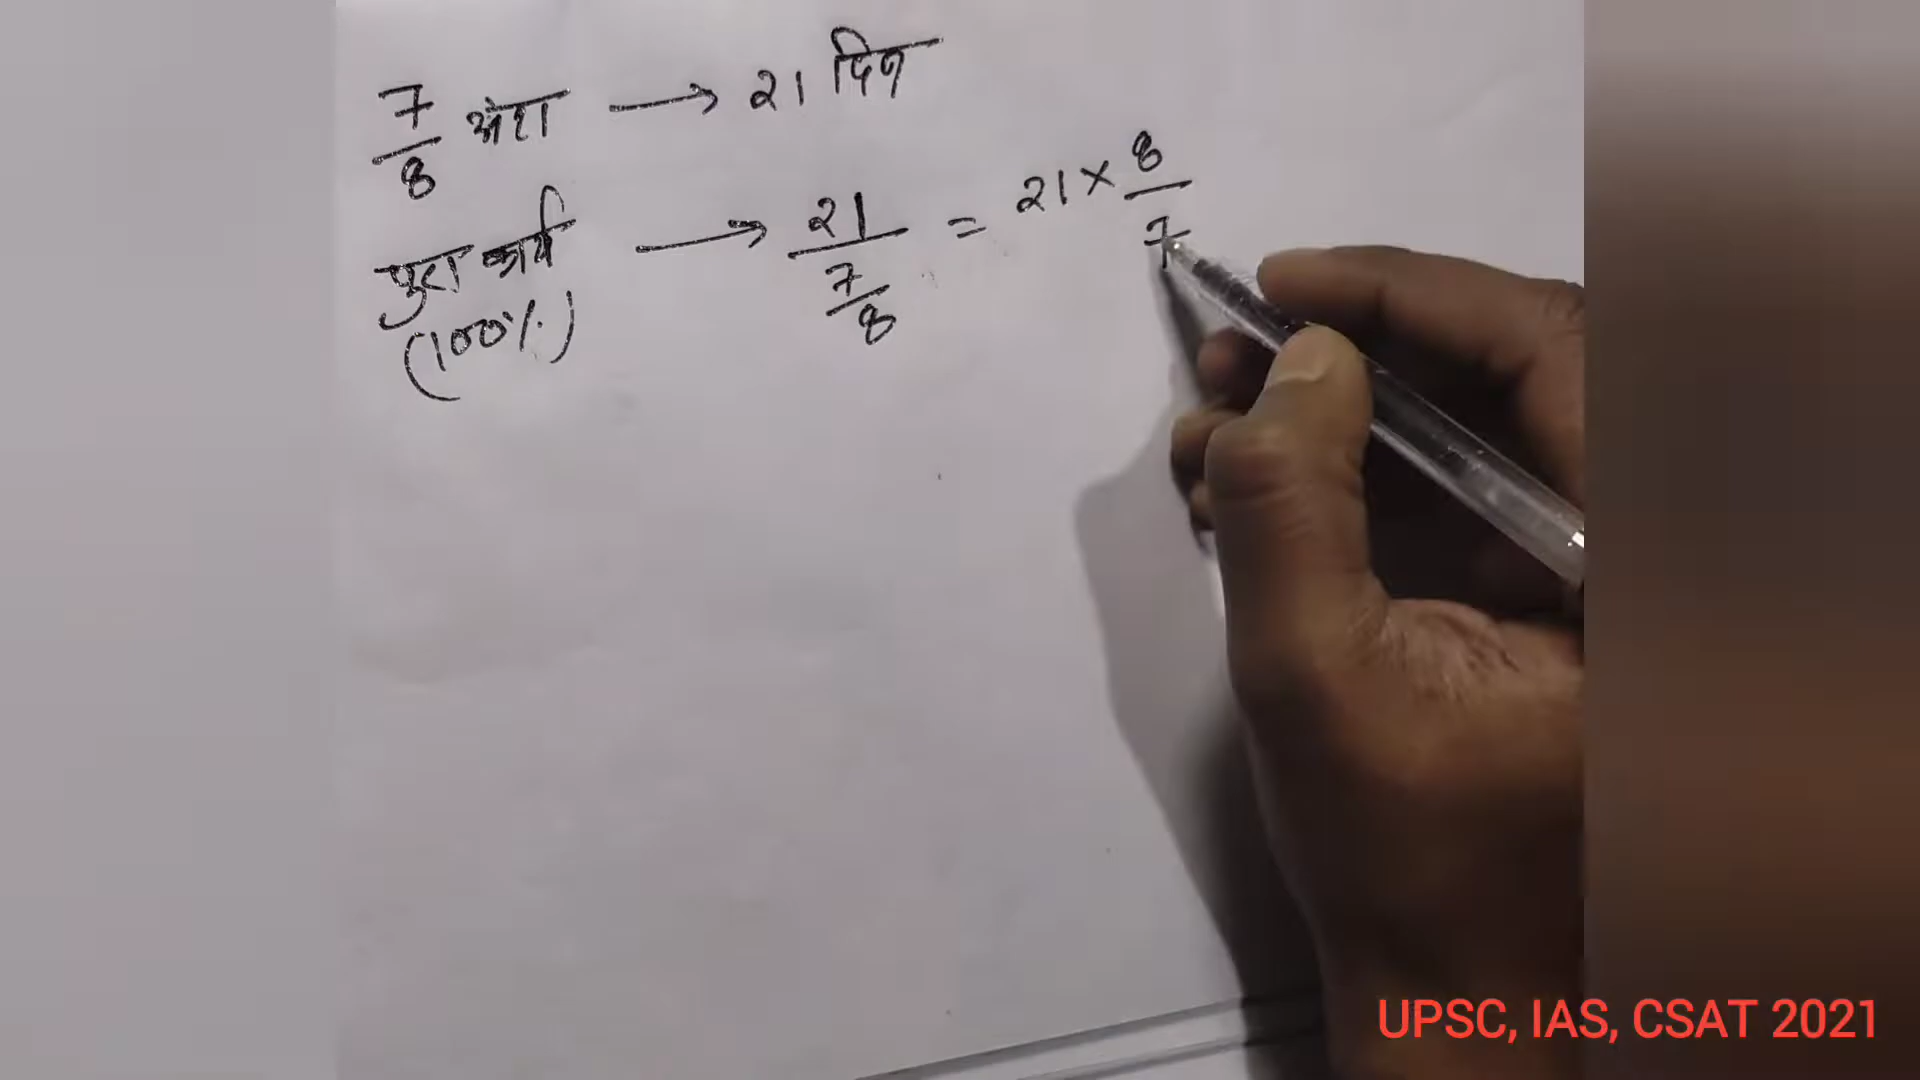 7/8 अंश → 21 दिन
पुरा कार्य (100%) → 21/(7/8) = 21 × 8/7
UPSC, IAS, CSAT 2021